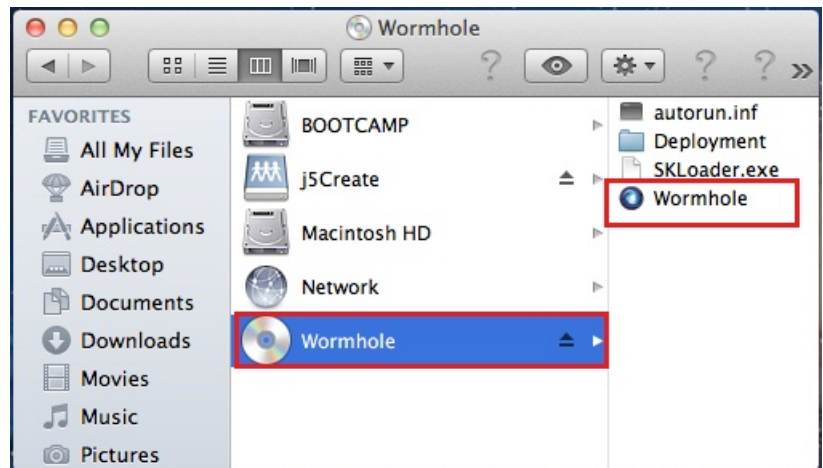 Wormhole
FAVORITES
All My Files
AirDrop
Applications
Desktop
Documents
Downloads
Movies
Music
Pictures
BOOTCAMP
j5Create
Macintosh HD
Network
Wormhole
autorun.inf
Deployment
SKLoader.exe
Wormhole